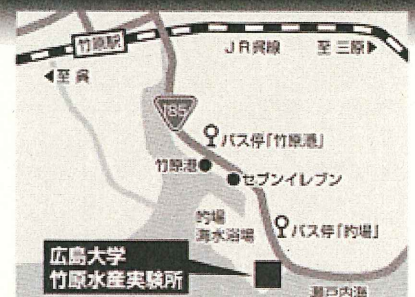 竹原駅
JR呉線
至 三原▶
◀至 呉
185
バス停「竹原港」
竹原港
セブンイレブン
的場
海水浴場
バス停「的場」
広島大学
竹原水産実験所
瀬戸内海